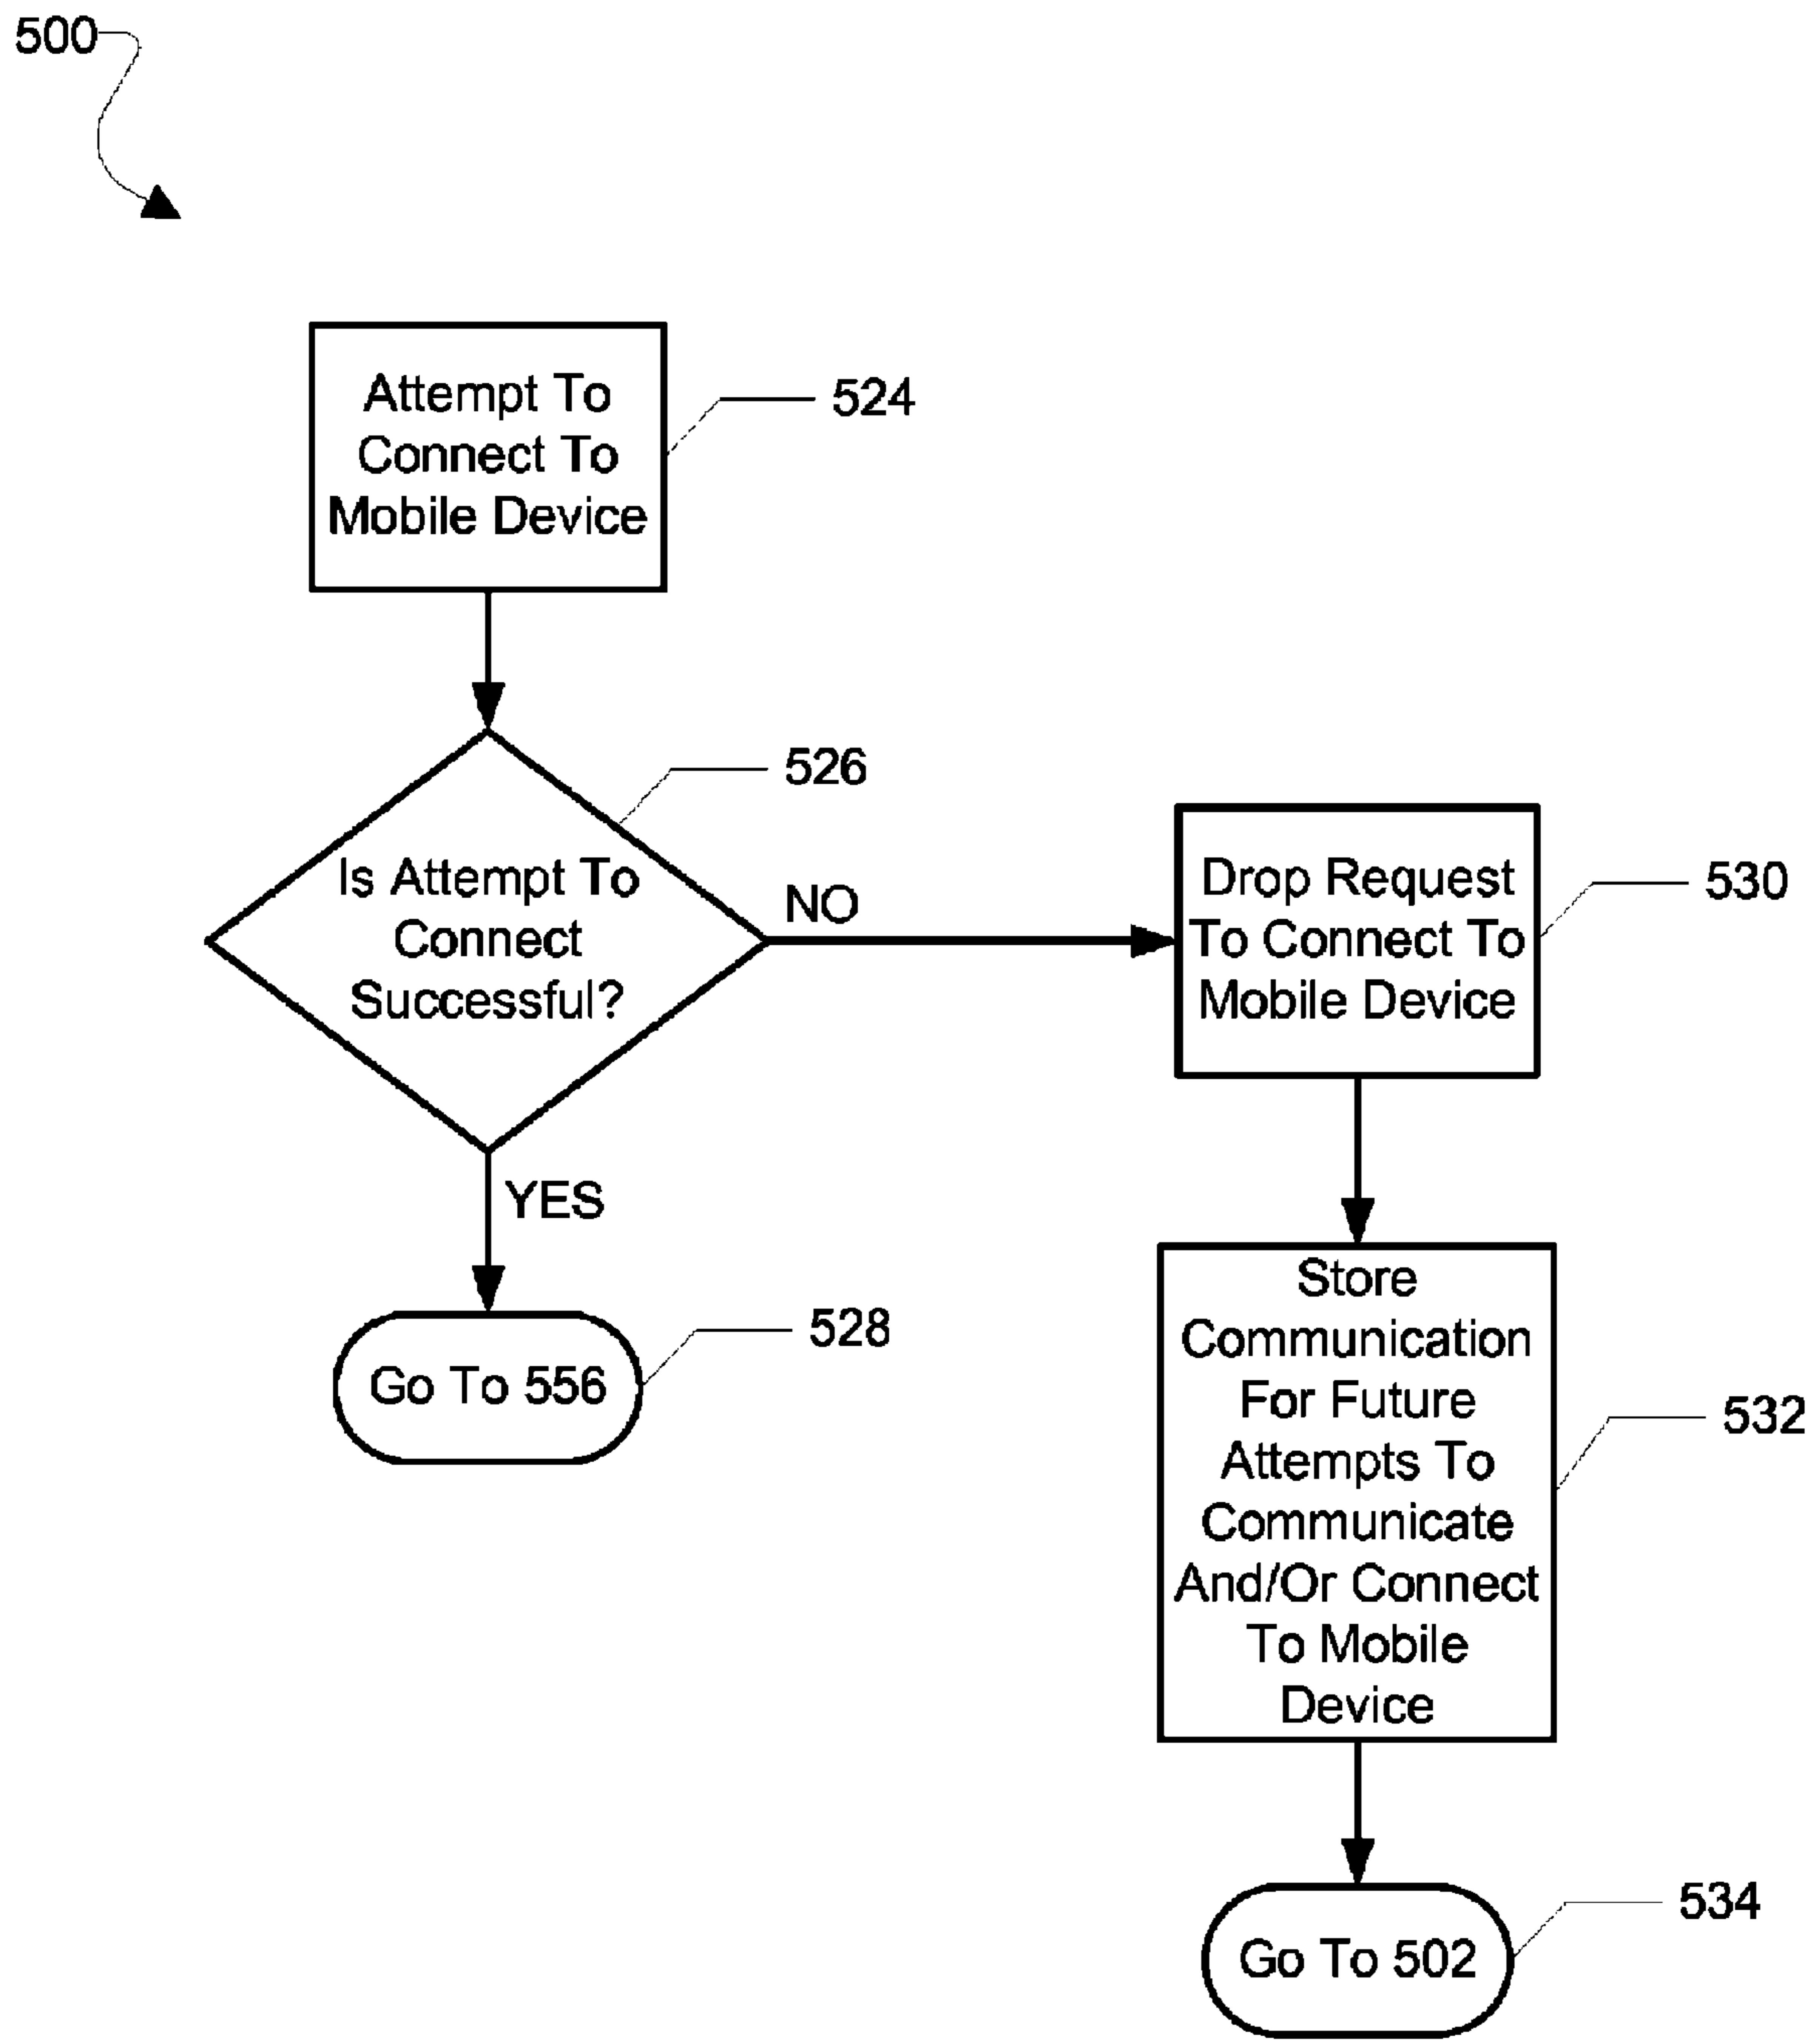 500
Attempt To
Connect To
Mobile Device
524
526
Is Attempt To
Connect
Successful?
NO
YES
Go To 556
528
Drop Request
To Connect To
Mobile Device
530
Store
Communication
For Future
Attempts To
Communicate
And/Or Connect
To Mobile
Device
532
Go To 502
534